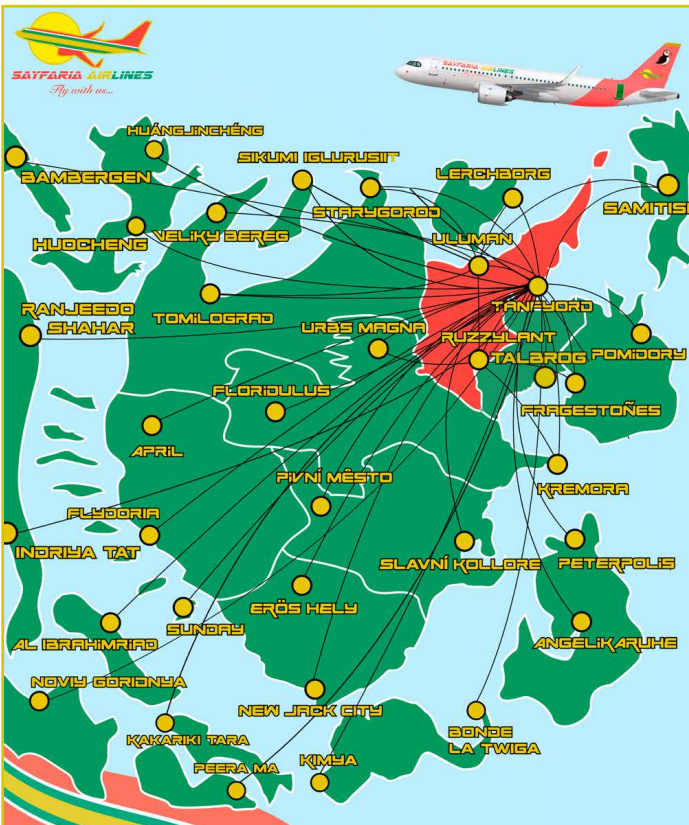 SAYFARIA AIRLINES
Fly with us...
SAYFARIA AIRLINES
HUÁNGJINCHÉNG
BAMBERGEN
SIKUMI IGLURUSIIT
LERCHBORG
STARYGOROD
SAMITISI
HUOCHENG
VELIKY BEREG
ULUMAN
RANJEEDO
SHAHAR
TOMILOGRAD
TANFYORD
URBS MAGNA
RUZZYLANT
TALBROG
POMIDORY
FLORIDULUS
FRAGESTOÑES
APRIL
PIVNÍ MĚSTO
KREMORA
FLYDORIA
INDRIYA TAT
SLAVNÍ KOLLORE
PETERPOLIS
ERÖS HELY
SUNDAY
AL IBRAHIMRIAD
ANGELIKARUHE
NOVIY GORIDNYA
NEW JACK CITY
KAKARIKI TARA
BONDE
LA TWIGA
PEERA MA
KIMYA